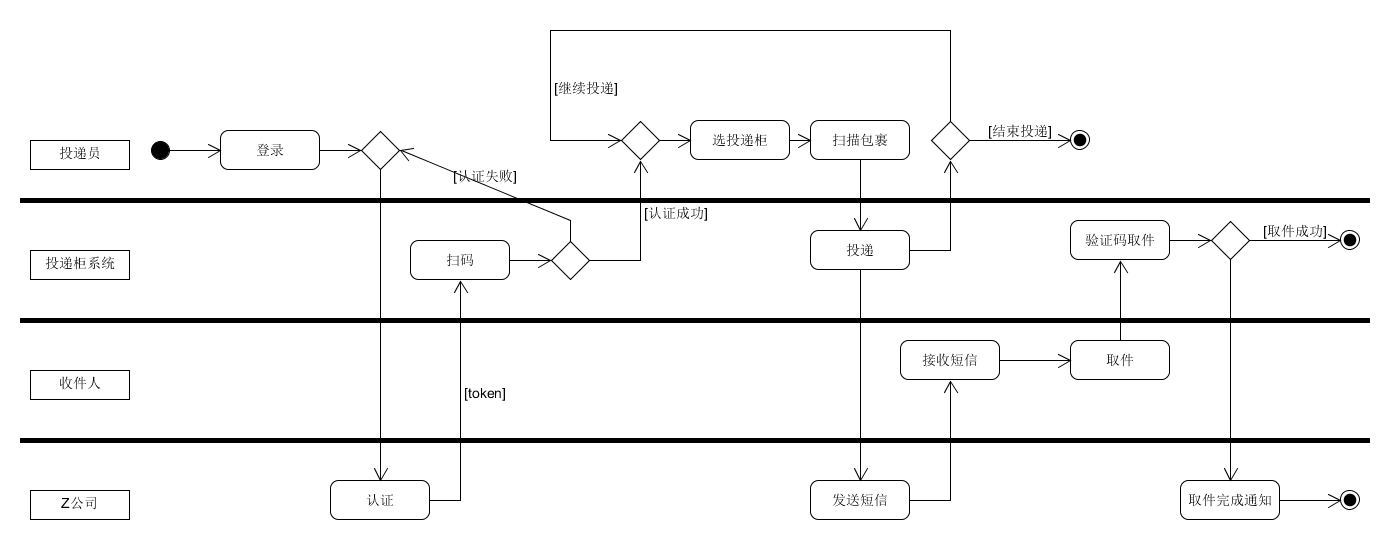 [继续投递]
投递员
登录
[认证失败]
选投递柜
扫描包裹
[结束投递]
[认证成功]
投递柜系统
扫码
投递
验证码取件
[取件成功]
收件人
[token]
接收短信
取件
Z公司
认证
发送短信
取件完成通知